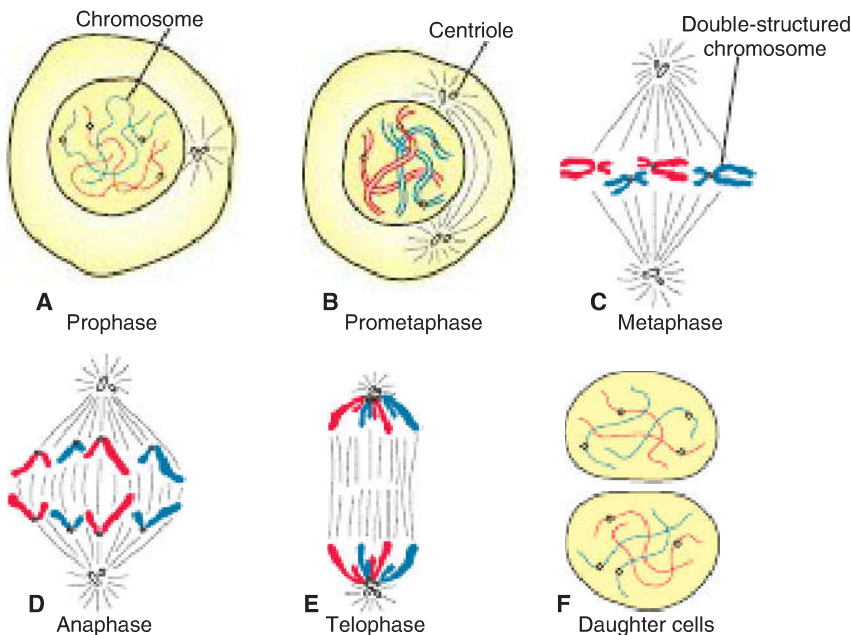 Chromosome
Centriole
Double-structured
chromosome
A
Prophase
B
Prometaphase
C
Metaphase
D
Anaphase
E
Telophase
F
Daughter cells